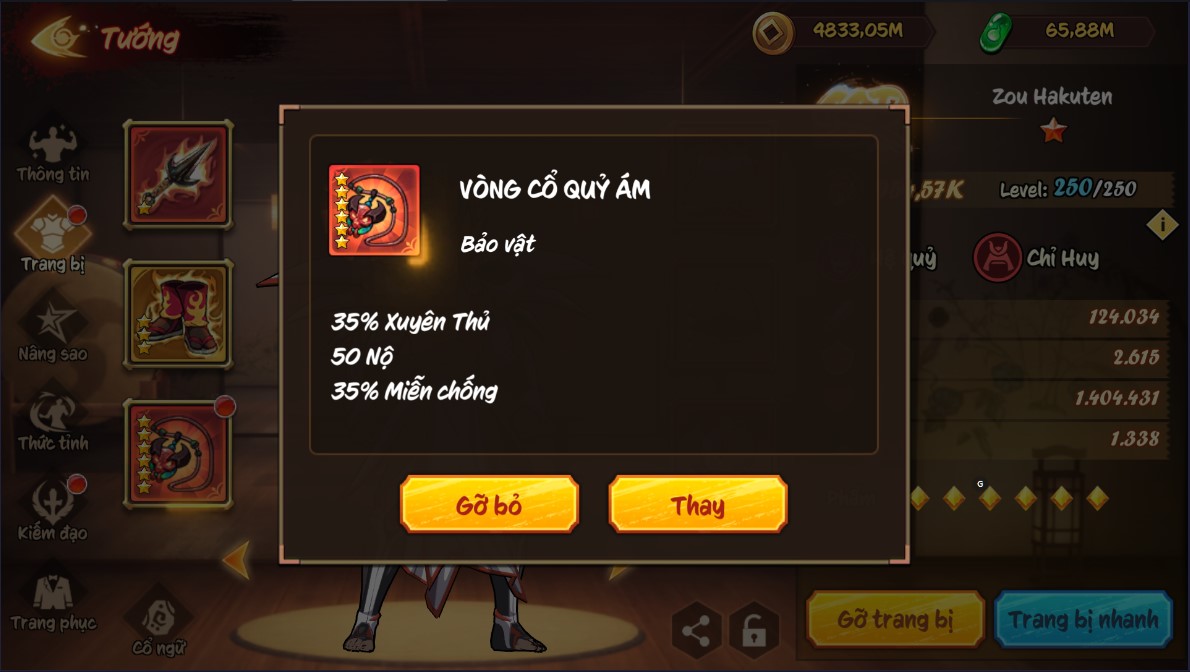 Tướng
4833,05M
65,88M
Zou Hakuten
Thông tin
Trang bị
Nâng sao
Thức tỉnh
Kiếm đạo
Trang phục
Cổ ngữ
VÒNG CỔ QUỶ ÁM
Bảo vật
35% Xuyên Thủ
50 Nộ
35% Miễn chống
Gỡ bỏ
Thay
,57K
Level: 250/250
Chỉ Huy
124.034
2.615
1.404.431
1.338
G
Gỡ trang bị
Trang bị nhanh